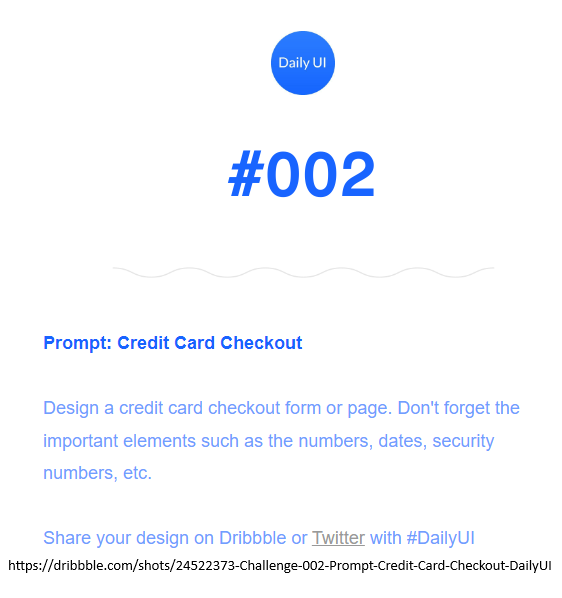 Daily UI
#002
Prompt: Credit Card Checkout
Design a credit card checkout form or page. Don't forget the
important elements such as the numbers, dates, security
numbers, etc.
Share your design on Dribbble or Twitter with #DailyUI
https://dribbble.com/shots/24522373-Challenge-002-Prompt-Credit-Card-Checkout-DailyUI